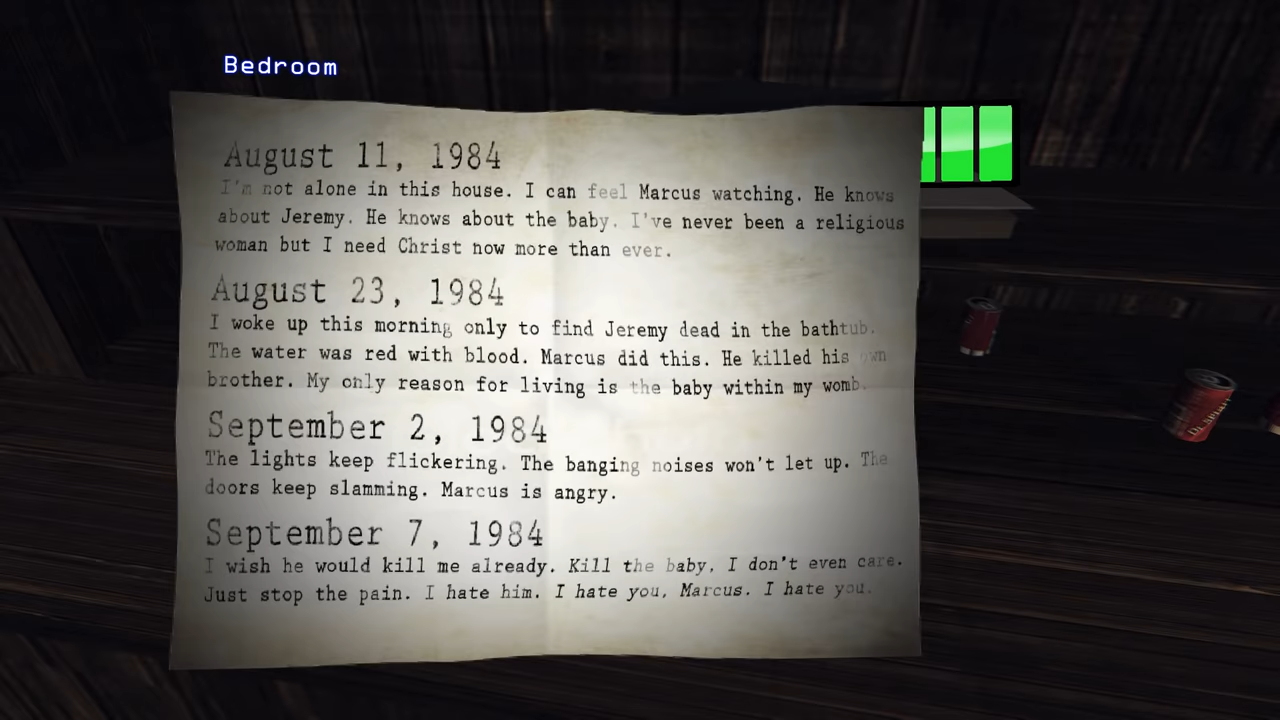 Bedroom
August 11, 1984
I'm not alone in this house. I can feel Marcus watching. He knows
about Jeremy. He knows about the baby. I've never been a religious
woman but I need Christ now more than ever.
August 23, 1984
I woke up this morning only to find Jeremy dead in the bathtub.
The water was red with blood. Marcus did this. He killed his own
brother. My only reason for living is the baby within my womb.
September 2, 1984
The lights keep flickering. The banging noises won't let up. The
doors keep slamming. Marcus is angry.
September 7, 1984
I wish he would kill me already. Kill the baby, I don't even care.
Just stop the pain. I hate him. I hate you, Marcus. I hate you.